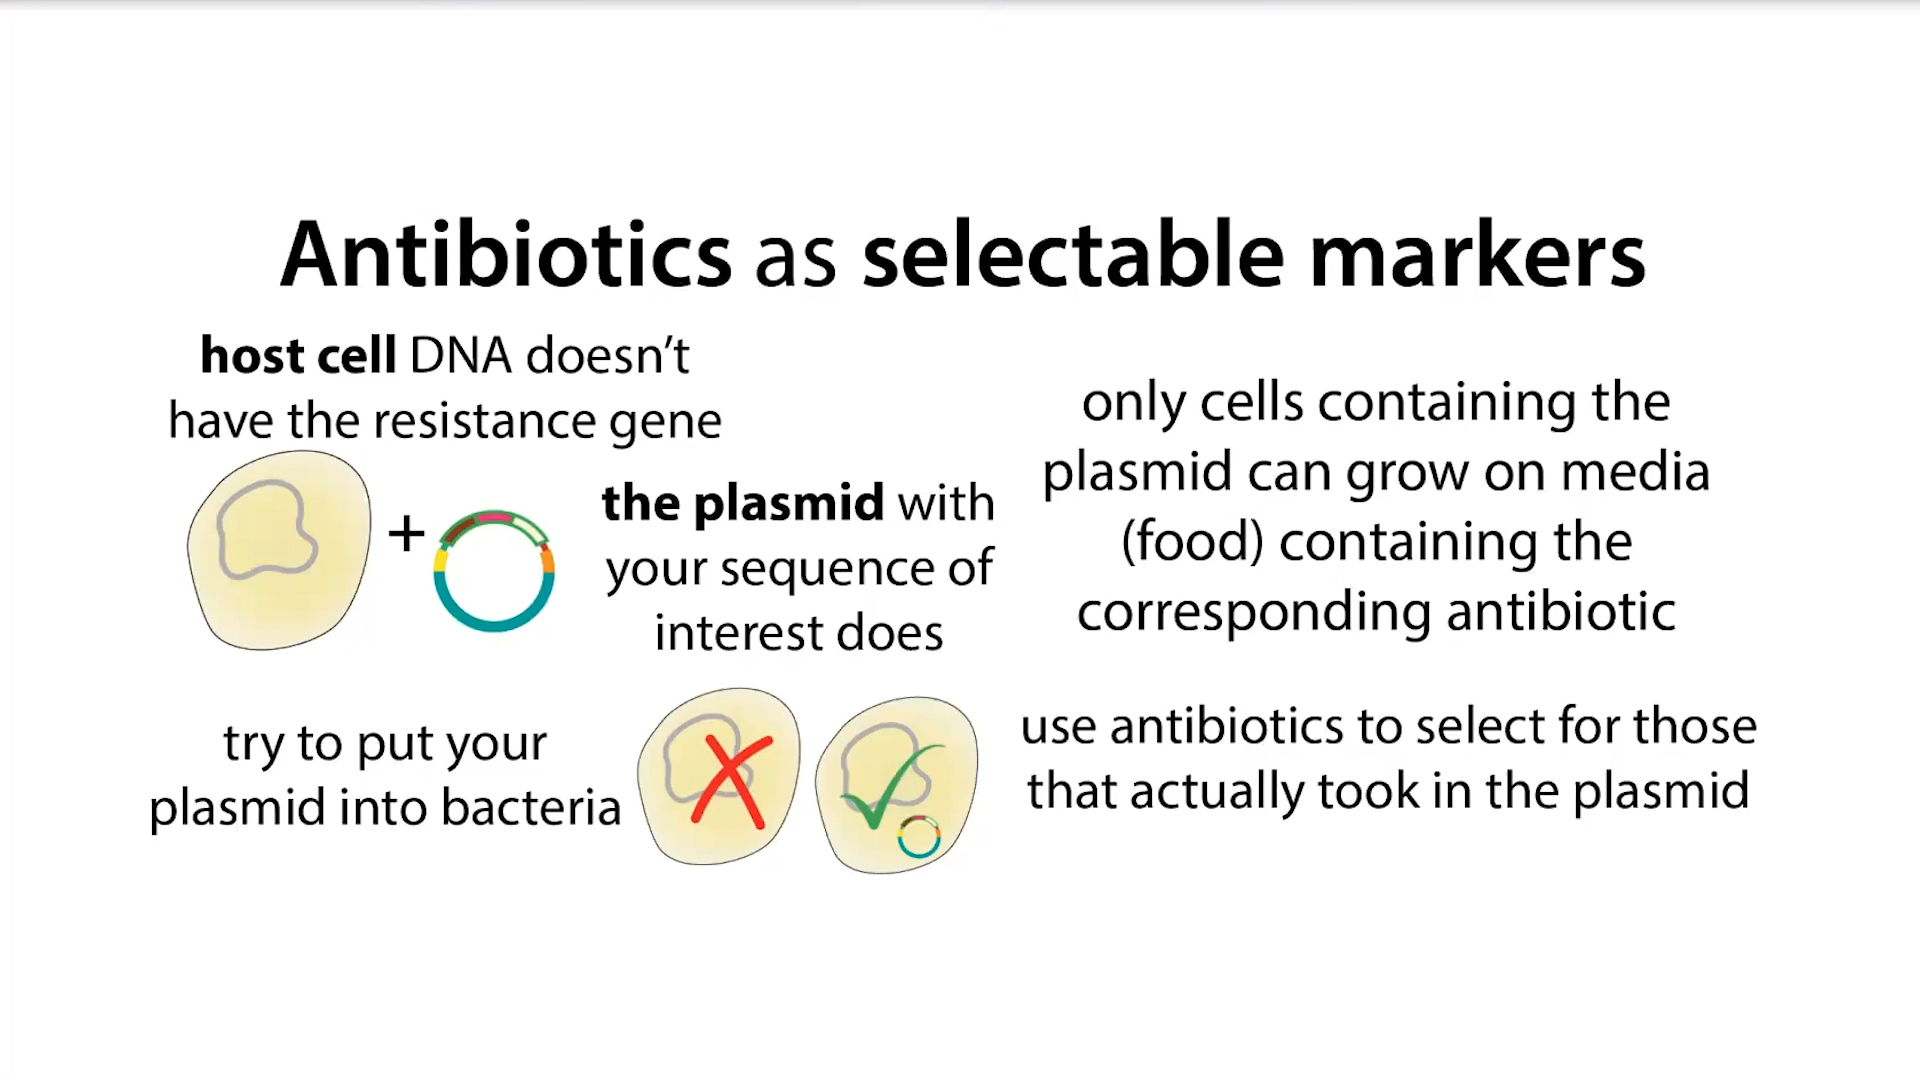 Antibiotics as selectable markers
host cell DNA doesn’t
have the resistance gene
+
the plasmid with
your sequence of
interest does
only cells containing the
plasmid can grow on media
(food) containing the
corresponding antibiotic
try to put your
plasmid into bacteria
use antibiotics to select for those
that actually took in the plasmid